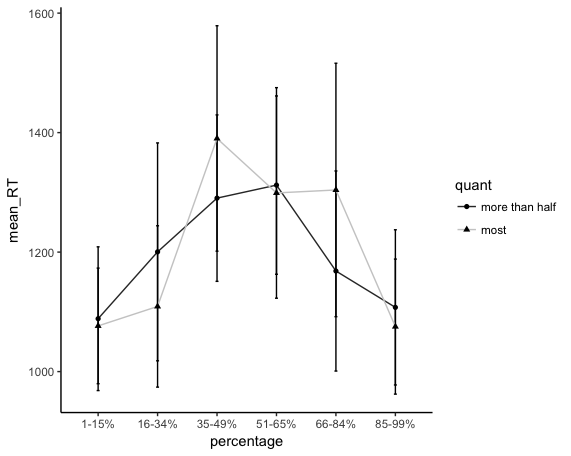 1600
1400
1200
1000
mean_RT
1-15% 16-34% 35-49% 51-65% 66-84% 85-99%
percentage
quant
more than half
most